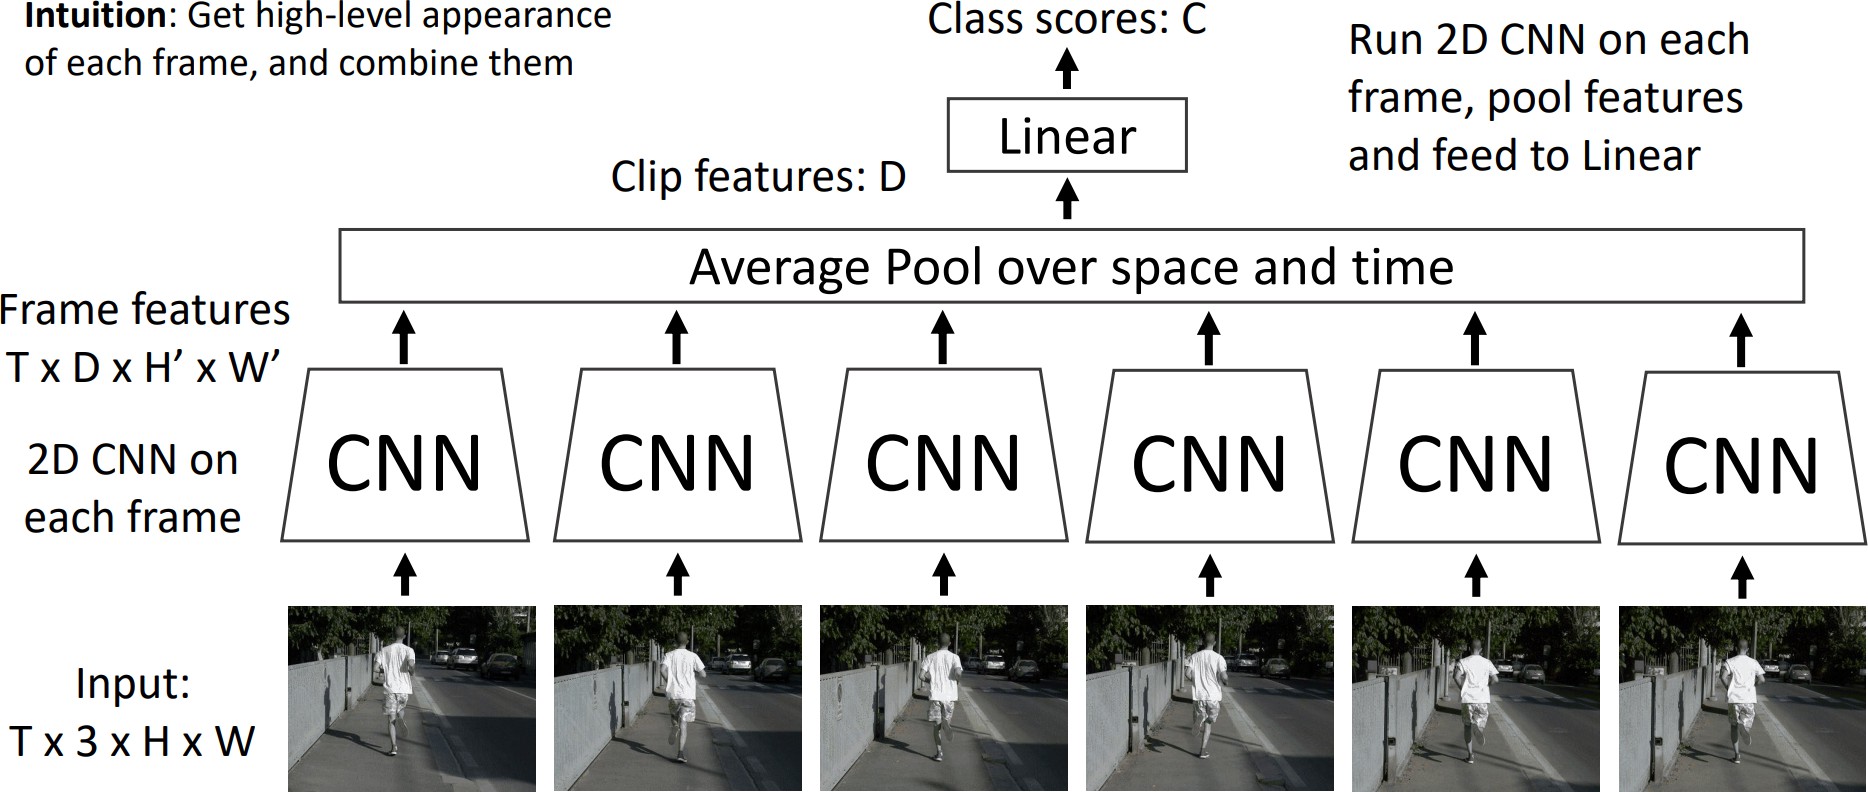 Intuition: Get high-level appearance
of each frame, and combine them
Class scores: C
Run 2D CNN on each
frame, pool features
and feed to Linear
Linear
Clip features: D
Average Pool over space and time
Frame features
T x D x H’ x W’
CNN CNN CNN CNN CNN CNN
2D CNN on
each frame
Input:
T x 3 x H x W